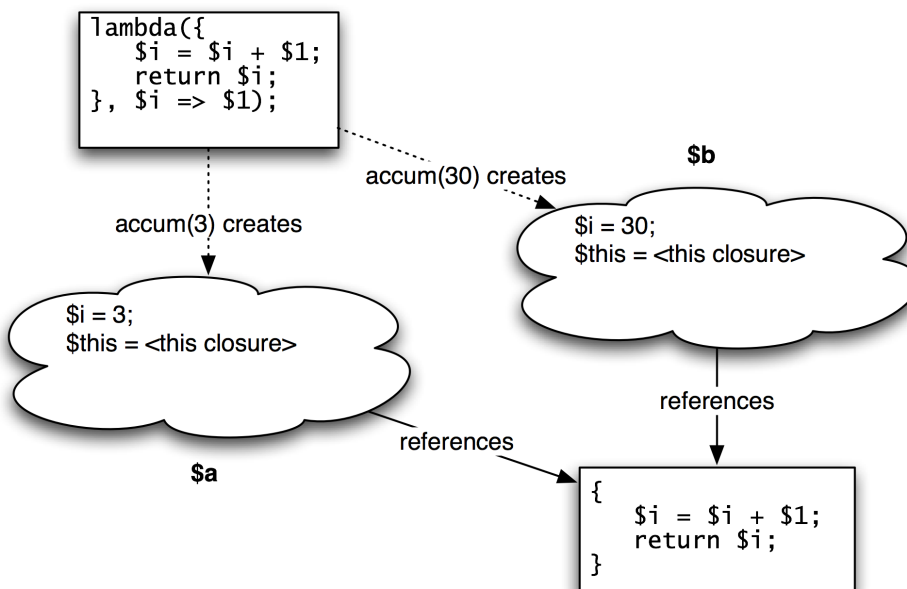 lambda({
   $i = $i + $1;
   return $i;
}, $i => $1);
accum(3) creates
accum(30) creates
$b
$i = 30;
$this = <this closure>
$i = 3;
$this = <this closure>
$a
references
references
{
   $i = $i + $1;
   return $i;
}